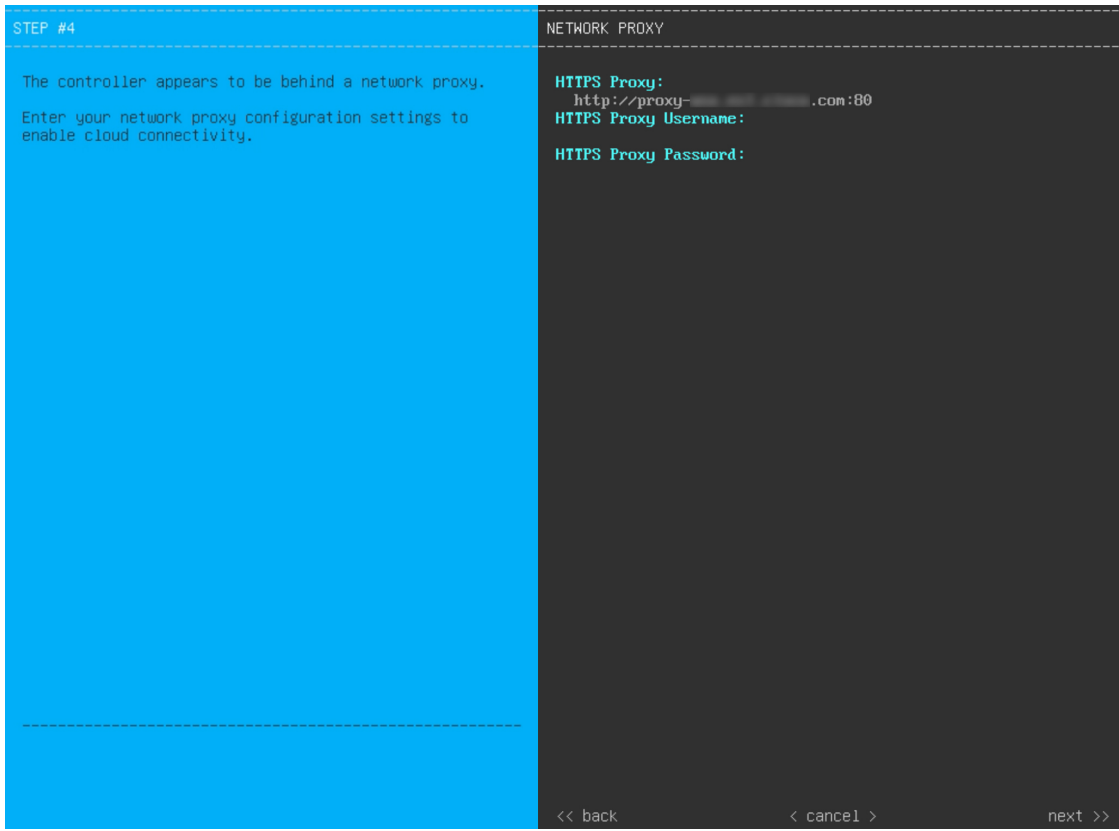 STEP #4
The controller appears to be behind a network proxy.
Enter your network proxy configuration settings to
enable cloud connectivity.
NETWORK PROXY
HTTPS Proxy:
http://proxy- .com:80
HTTPS Proxy Username:
HTTPS Proxy Password:
<< back
< cancel >
next >>